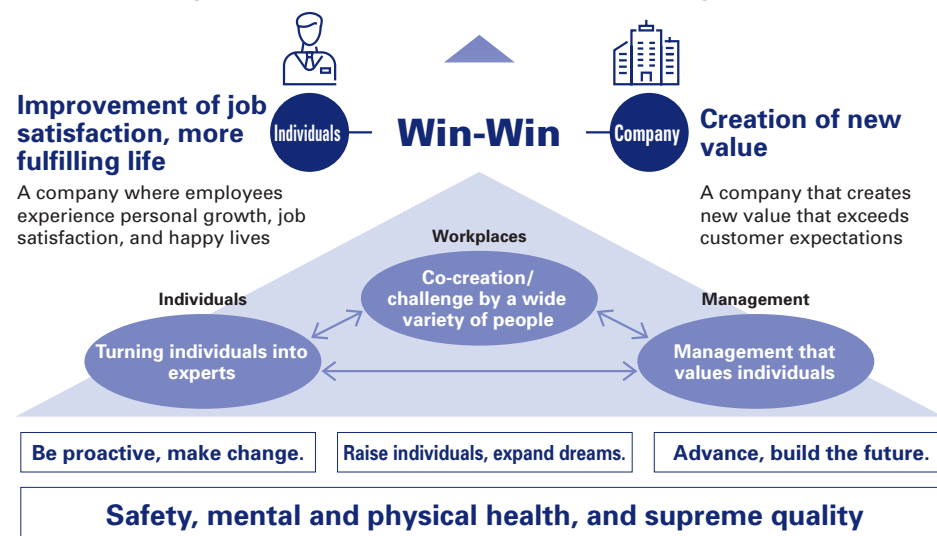 Improvement of job
satisfaction, more
fulfilling life
A company where employees
experience personal growth, job
satisfaction, and happy lives
Individuals
Win-Win
Company
Creation of new
value
A company that creates
new value that exceeds
customer expectations
Workplaces
Co-creation/
challenge by a wide
variety of people
Individuals
Turning individuals into
experts
Management
Management that
values individuals
Be proactive, make change.
Raise individuals, expand dreams.
Advance, build the future.
Safety, mental and physical health, and supreme quality